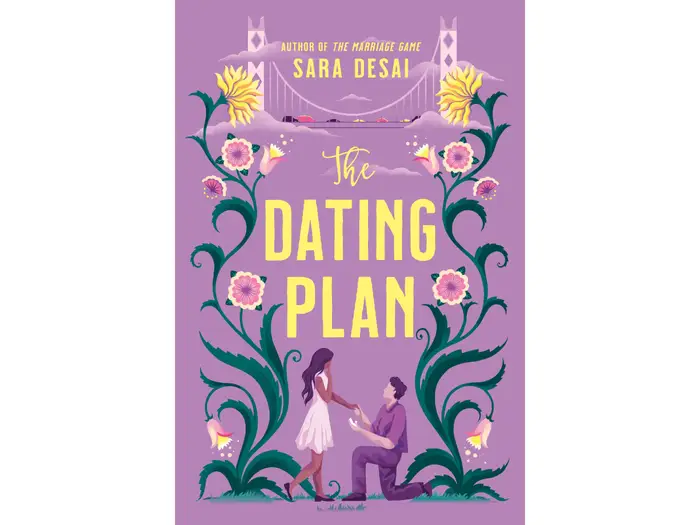 AUTHOR OF THE MARRIAGE GAME
SARA DESAI
The
DATING
PLAN